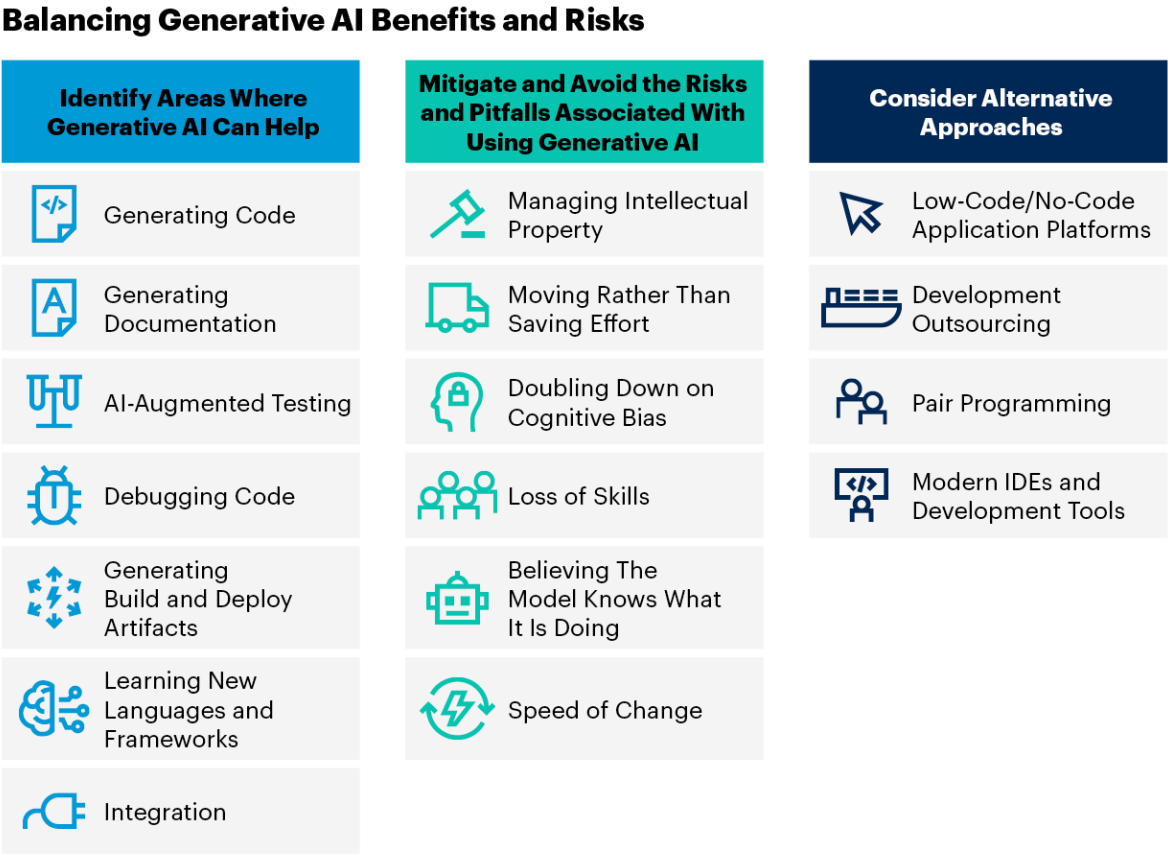 Balancing Generative AI Benefits and Risks
Identify Areas Where
Generative AI Can Help
</>
Generating Code
A
Generating
Documentation
AI-Augmented Testing
Debugging Code
Generating
Build and Deploy
Artifacts
Learning New
Languages and
Frameworks
Integration
Mitigate and Avoid the Risks
and Pitfalls Associated With
Using Generative AI
Managing Intellectual
Property
Moving Rather Than
Saving Effort
Doubling Down on
Cognitive Bias
Loss of Skills
Believing The
Model Knows What
It Is Doing
Speed of Change
Consider Alternative
Approaches
Low-Code/No-Code
Application Platforms
Development
Outsourcing
Pair Programming
</>
Modern IDEs and
Development Tools